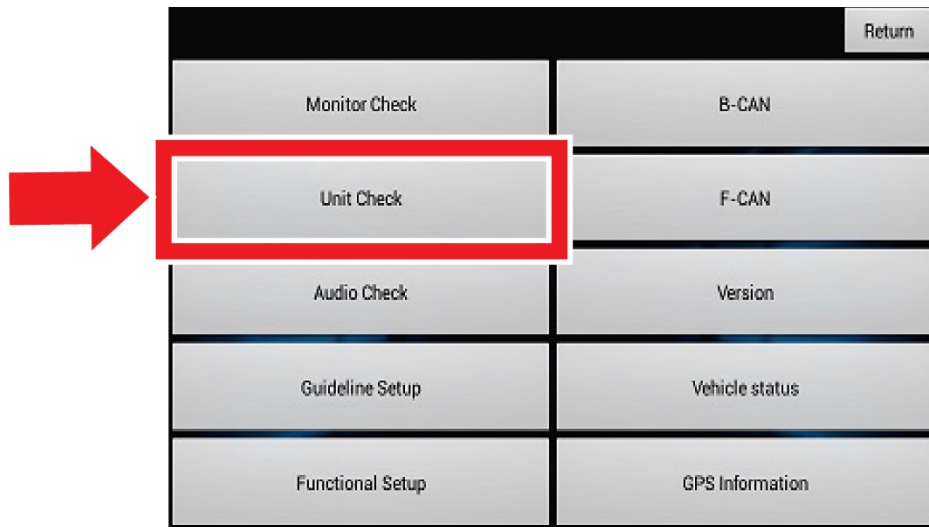 Return
Monitor Check
B-CAN
Unit Check
F-CAN
Audio Check
Version
Guideline Setup
Vehicle status
Functional Setup
GPS Information